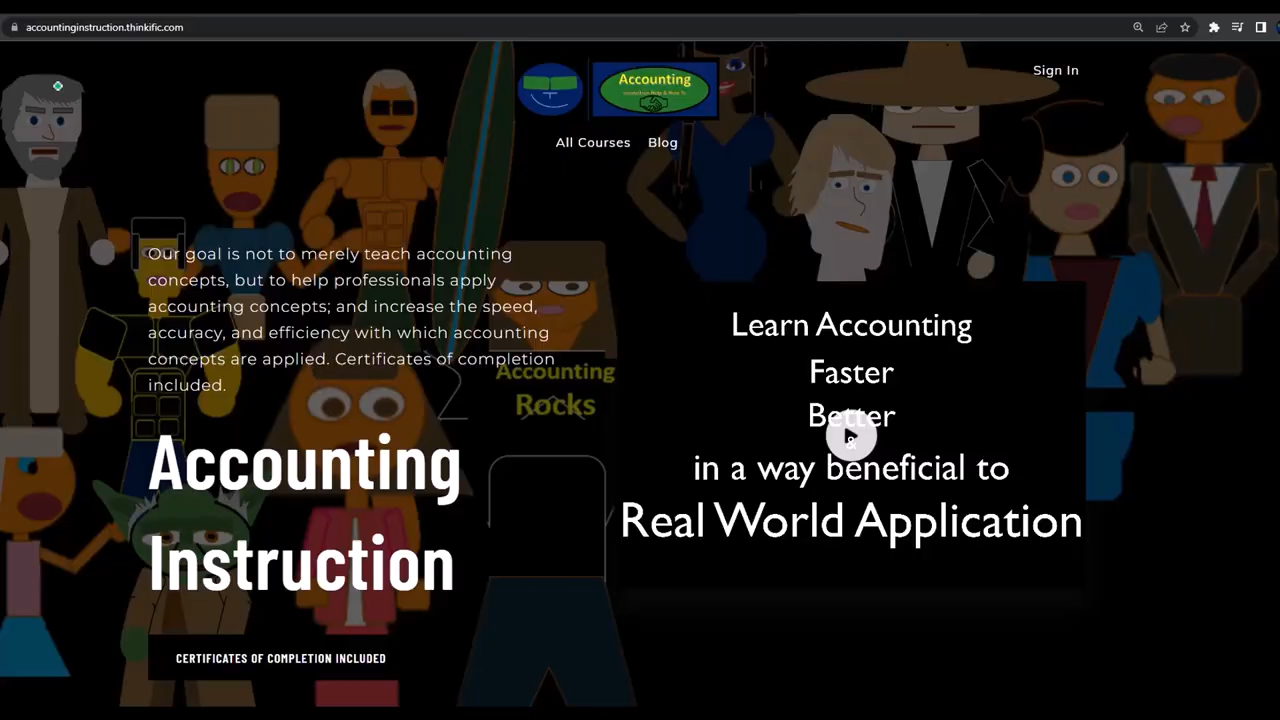 accountinginstruction.thinkific.com
Accounting
Sign In
All Courses
Blog
Our goal is not to merely teach accounting
concepts, but to help professionals apply
accounting concepts; and increase the speed,
accuracy, and efficiency with which accounting
concepts are applied. Certificates of completion
included.
Accounting
Rocks
Accounting
Instruction
CERTIFICATES OF COMPLETION INCLUDED
Learn Accounting
Faster
Better
&
in a way beneficial to
Real World Application